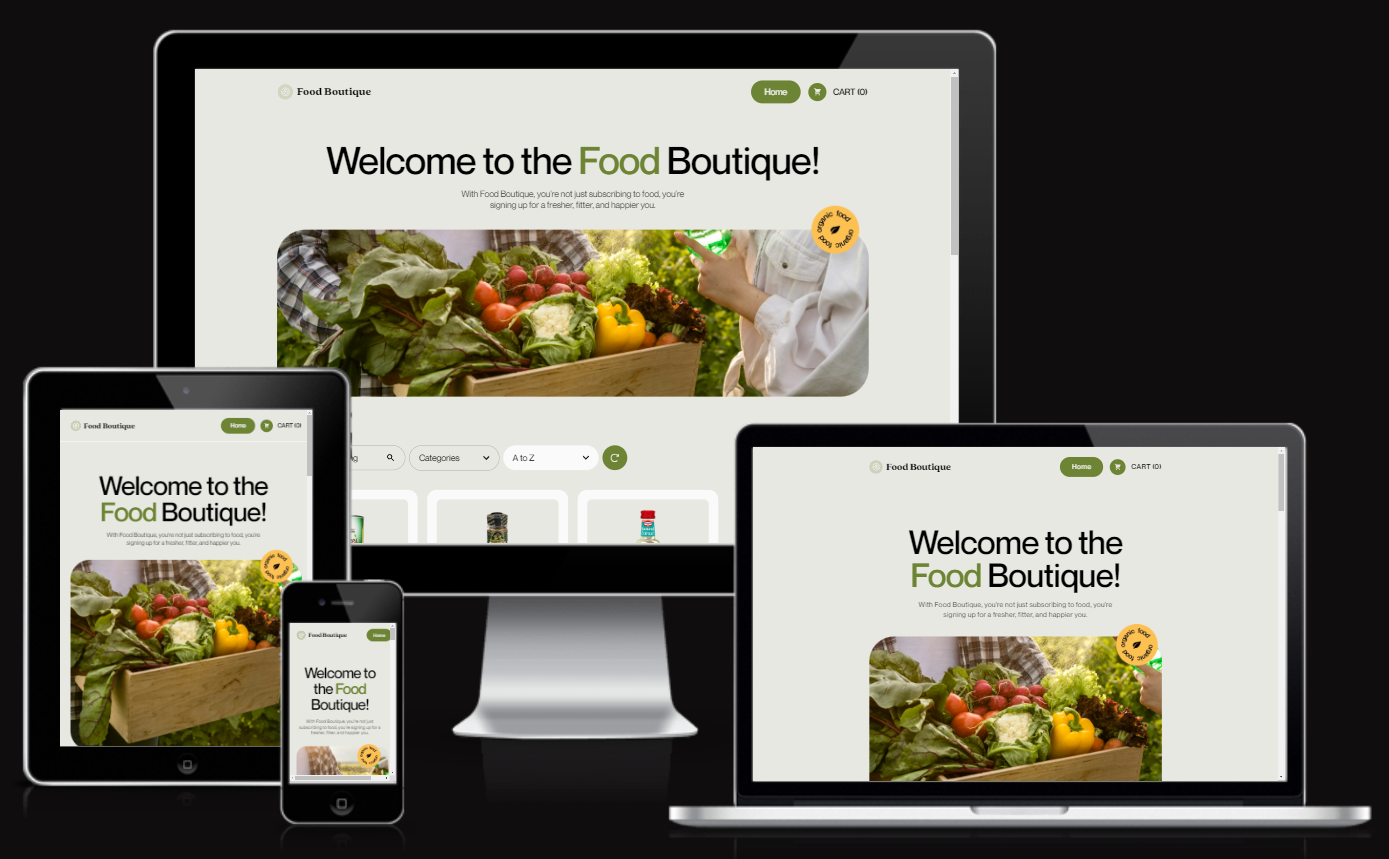 Food Boutique
Home
CART (0)
Welcome to the Food Boutique!
With Food Boutique, you're not just subscribing to food, you're
signing up for a fresher, fitter, and happier you.
organic food
organic food
Categories
A to Z
Food Boutique
Home
CART (0)
Welcome to the
Food Boutique!
With Food Boutique, you're not just subscribing to food, you're
signing up for a fresher, fitter, and happier you.
organic food
organic food
Food Boutique
Home
Welcome to
the Food
Boutique!
With Food Boutique, you're not just
subscribing to food, you're signing up for a
fresher, fitter, and happier you.
Food Boutique
Home
CART (0)
Welcome to the
Food Boutique!
With Food Boutique, you're not just subscribing to food, you're
signing up for a fresher, fitter, and happier you.
organic food
organic food